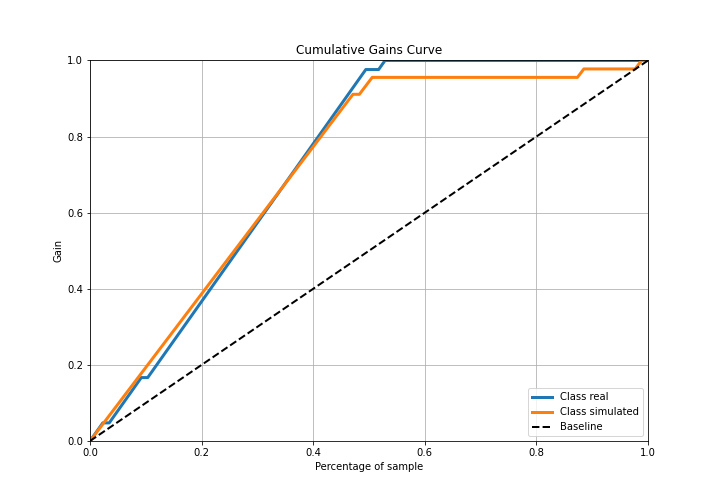 Cumulative Gains Curve
1.0
0.8
0.6
0.4
0.2
0.0
Gain
0.0 0.2 0.4 0.6 0.8 1.0
Percentage of sample
Class real
Class simulated
Baseline